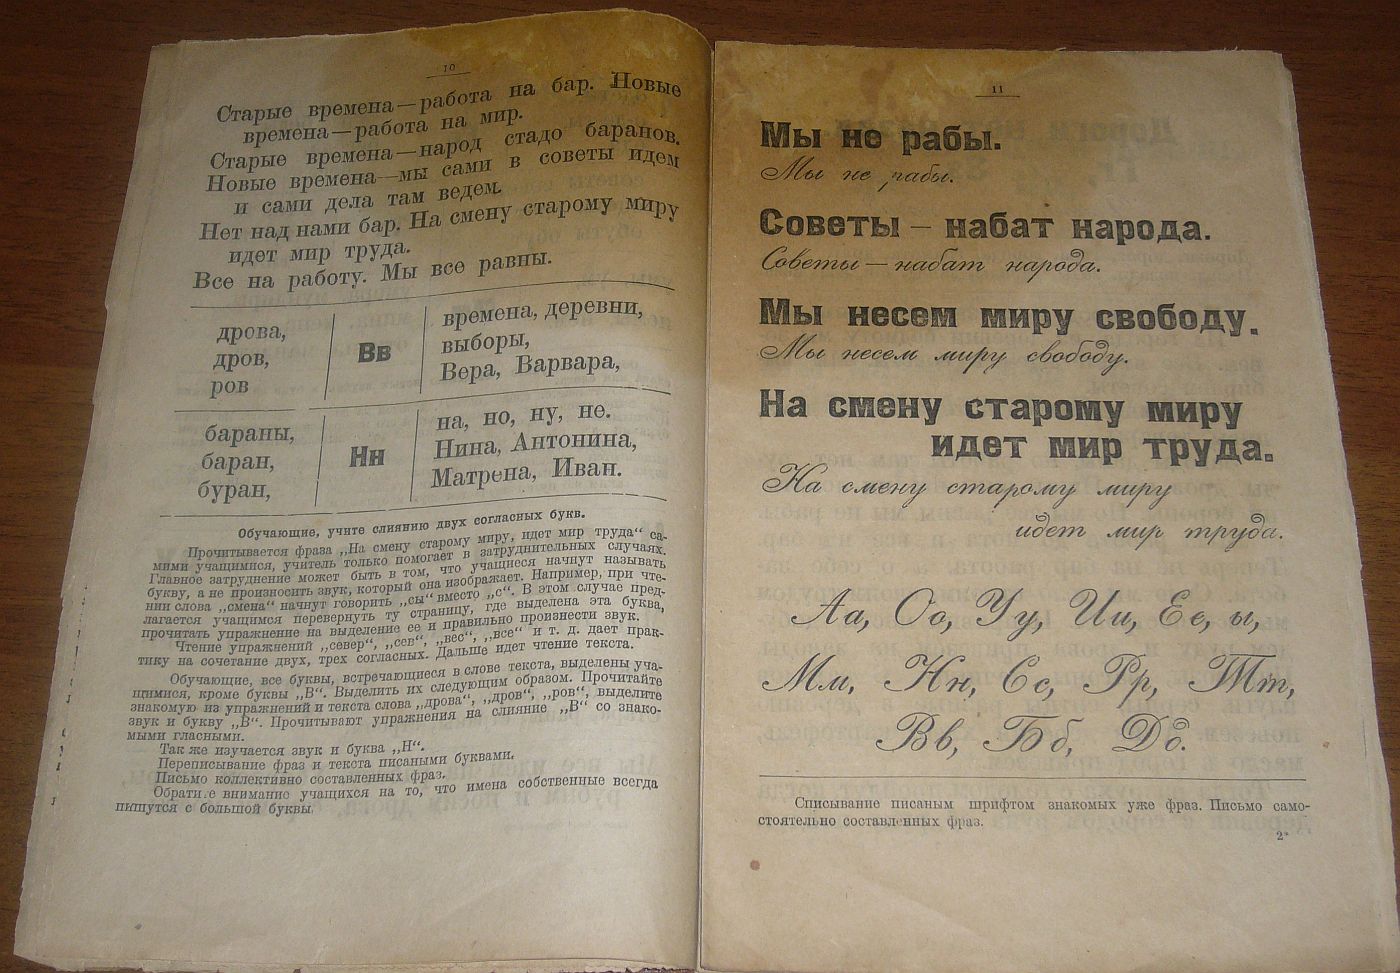 10
Старые времена—работа на бар. Новые
времена—работа на мир.
Старые времена—народ стадо баранов.
Новые времена—мы сами в советы идем
и сами дела там ведем.
Нет над нами бар. На смену старому миру
идет мир труда.
Все на работу. Мы все равны.
дрова,
дров,
ров
Вв
времена, деревни,
выборы,
Вера, Варвара,
бараны,
баран,
буран,
Нн
на, но, ну, не.
Нина, Антонина,
Матрена, Иван.
Обучающие, учите слиянию двух согласных букв.
Прочитывается фраза „На смену старому миру, идет мир труда“ са-
мими учащимися, учитель только помогает в затруднительных случаях.
Главное затруднение может быть в том, что учащиеся начнут называть
букву, а не произносить звук, который она изображает. Например, при чте-
нии слова „смена“ начнут говорить „сы“ вместо „с“. В этом случае пред-
лагается учащимся перевернуть ту страницу, где выделена эта буква,
прочитать упражнение на выделение ее и правильно произнести звук.
Чтение упражнений „север“, „сев“, „вес“, „все“ и т. д. дает прак-
тику на сочетание двух, трех согласных. Дальше идет чтение текста.
Обучающие, все буквы, встречающиеся в слове текста, выделены уча-
щимися, кроме буквы „В“. Выделить их следующим образом. Прочитайте
знакомую из упражнений и текста слова „дрова“, „дров“, „ров“, выделите
звук и букву „В“. Прочитывают упражнения на слияние „В“ со знако-
мыми гласными.
Так же изучается звук и буква „Н“.
Переписывание фраз и текста писаными буквами.
Письмо коллективно составленных фраз.
Обратите внимание учащихся на то, что имена собственные всегда
пишутся с большой буквы.
11
Мы не рабы.
Мы не рабы.
Советы – набат народа.
Советы – набат народа.
Мы несем миру свободу.
Мы несем миру свободу.
На смену старому миру
идет мир труда.
На смену старому миру
идет мир труда.
Аа, Оо, Уу, Ии, Ее, ы,
Мм, Нн, Сс, Рр, Тт,
Вв, Бб, Дд.
Списывание писаным шрифтом знакомых уже фраз. Письмо само-
стоятельно составленных фраз.
2*